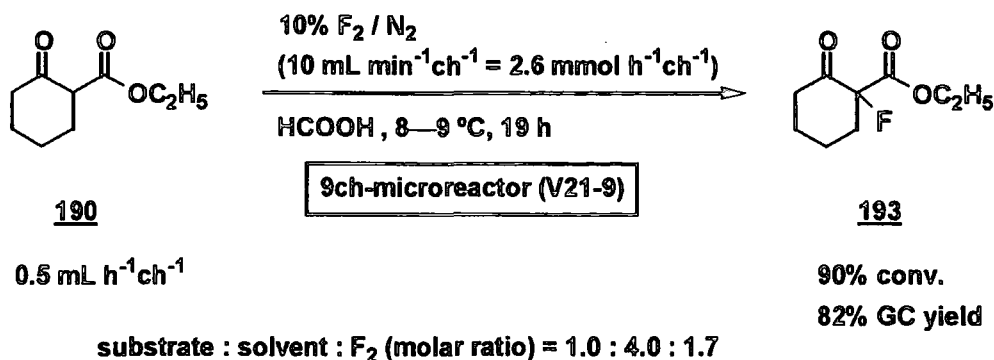 10% F₂ / N₂
(10 mL min⁻¹ch⁻¹ = 2.6 mmol h⁻¹ch⁻¹)
HCOOH , 8—9 ºC, 19 h
9ch-microreactor (V21-9)
O O
OC₂H₅
O O
OC₂H₅
F
190
193
0.5 mL h⁻¹ch⁻¹
90% conv.
82% GC yield
substrate : solvent : F₂ (molar ratio) = 1.0 : 4.0 : 1.7